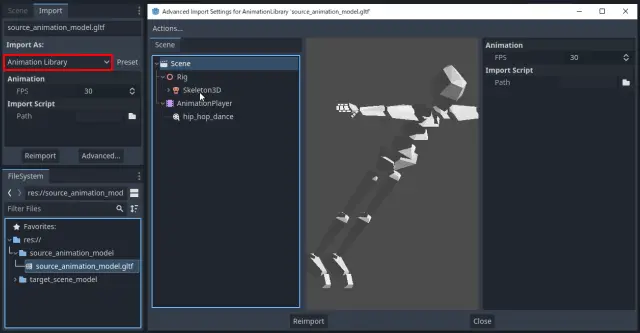 Scene
Import
source_animation_model.gltf
Import As:
Animation Library
Preset
Animation
FPS
30
Import Script
Path
Reimport
Advanced...
FileSystem
res://source_animation_mod
Filter Files
Favorites:
res://
source_animation_model
source_animation_model.gltf
target_scene_model
Advanced Import Settings for AnimationLibrary 'source_animation_model.gltf'
Actions...
Scene
Scene
Rig
Skeleton3D
AnimationPlayer
hip_hop_dance
Animation
FPS
30
Import Script
Path
Reimport
Close